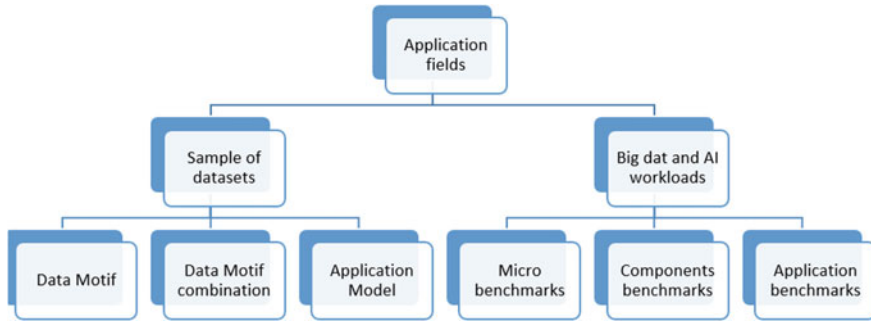 Application
fields
Sample of
datasets
Big dat and AI
workloads
Data Motif
Data Motif
combination
Application
Model
Micro
benchmarks
Components
benchmarks
Application
benchmarks